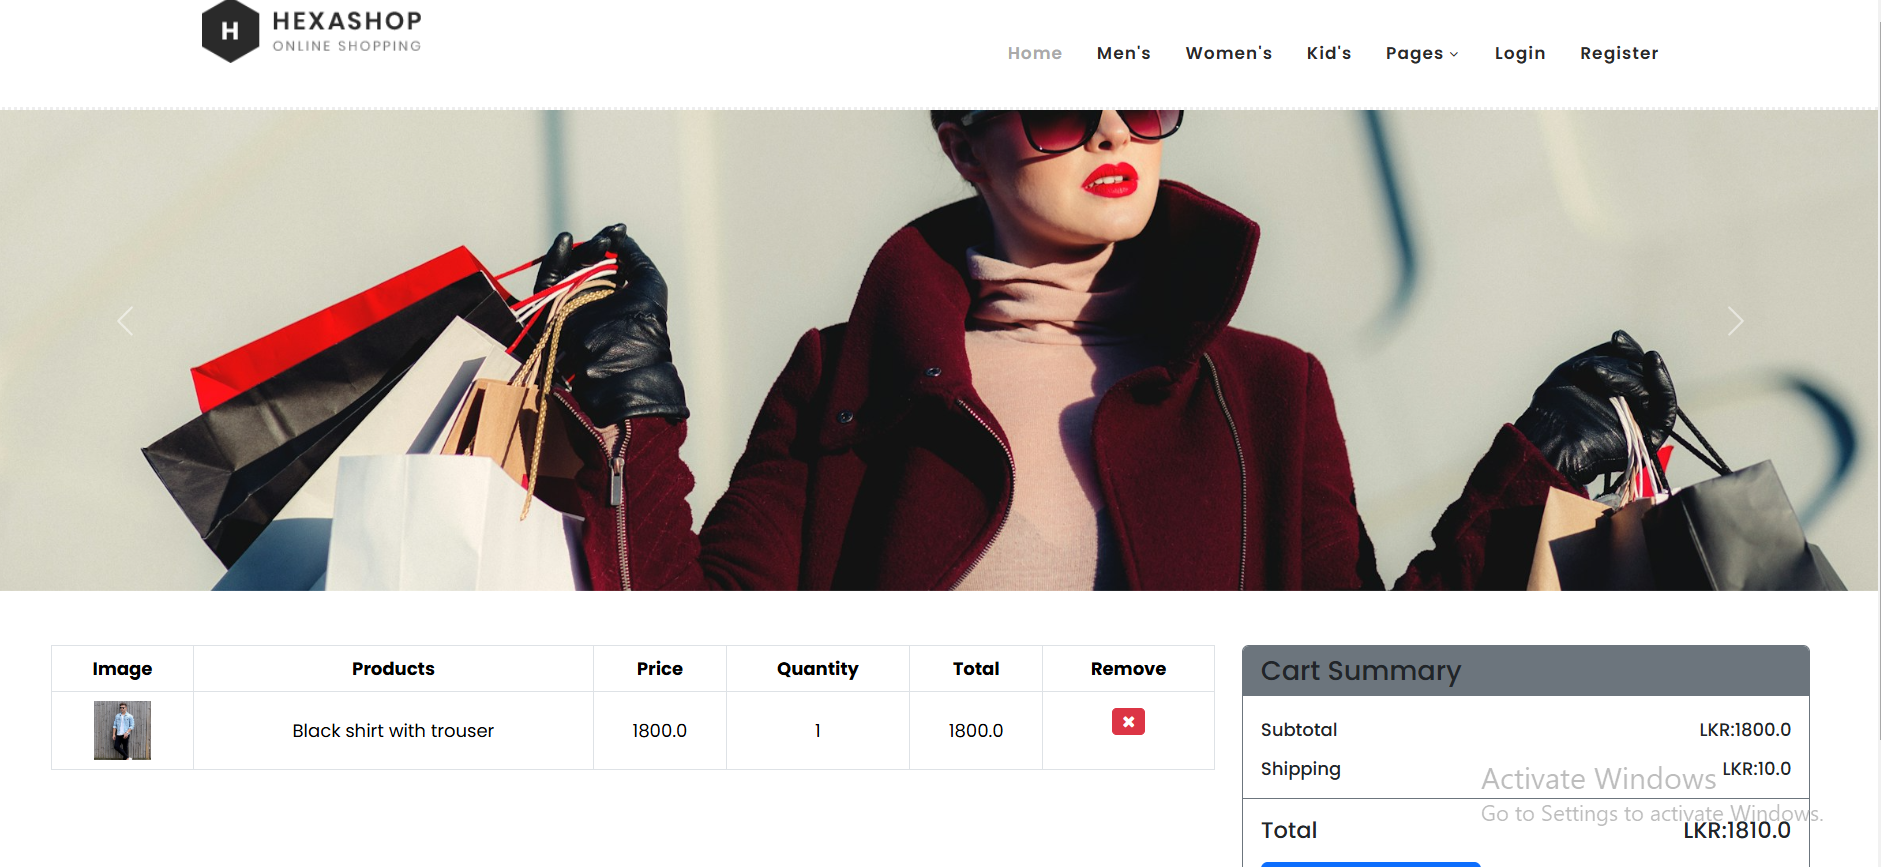 H HEXASHOP
ONLINE SHOPPING
Home Men's Women's Kid's Pages Login Register
Image Products Price Quantity Total Remove
Black shirt with trouser 1800.0 1 1800.0
Cart Summary
Subtotal LKR:1800.0
Shipping LKR:10.0
Total LKR:1810.0
Activate Windows
Go to Settings to activate Windows.